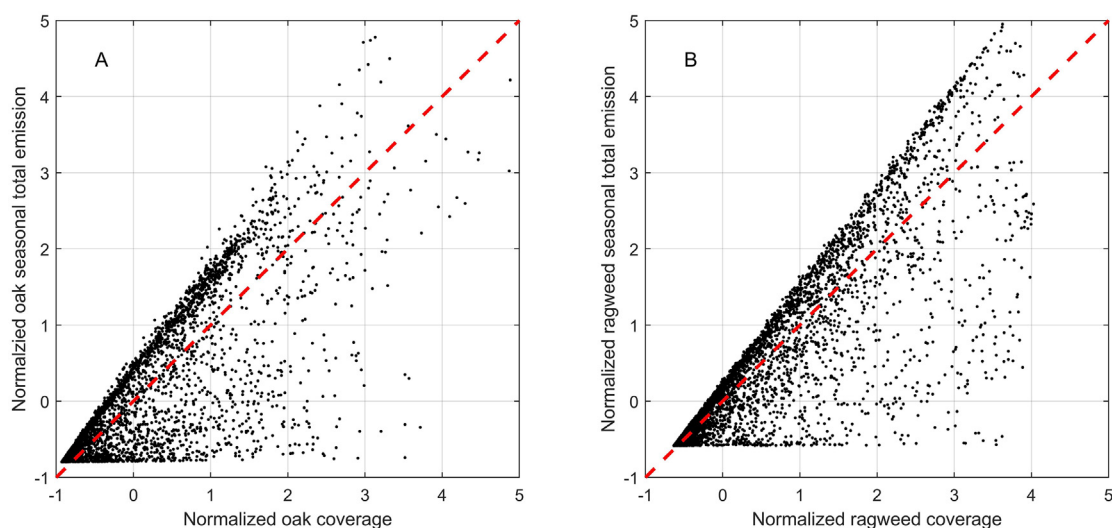 A
Normalized oak seasonal total emission
5
4
3
2
1
0
-1
-1 0 1 2 3 4 5
Normalized oak coverage
B
Normalized ragweed seasonal total emission
5
4
3
2
1
0
-1
-1 0 1 2 3 4 5
Normalized ragweed coverage